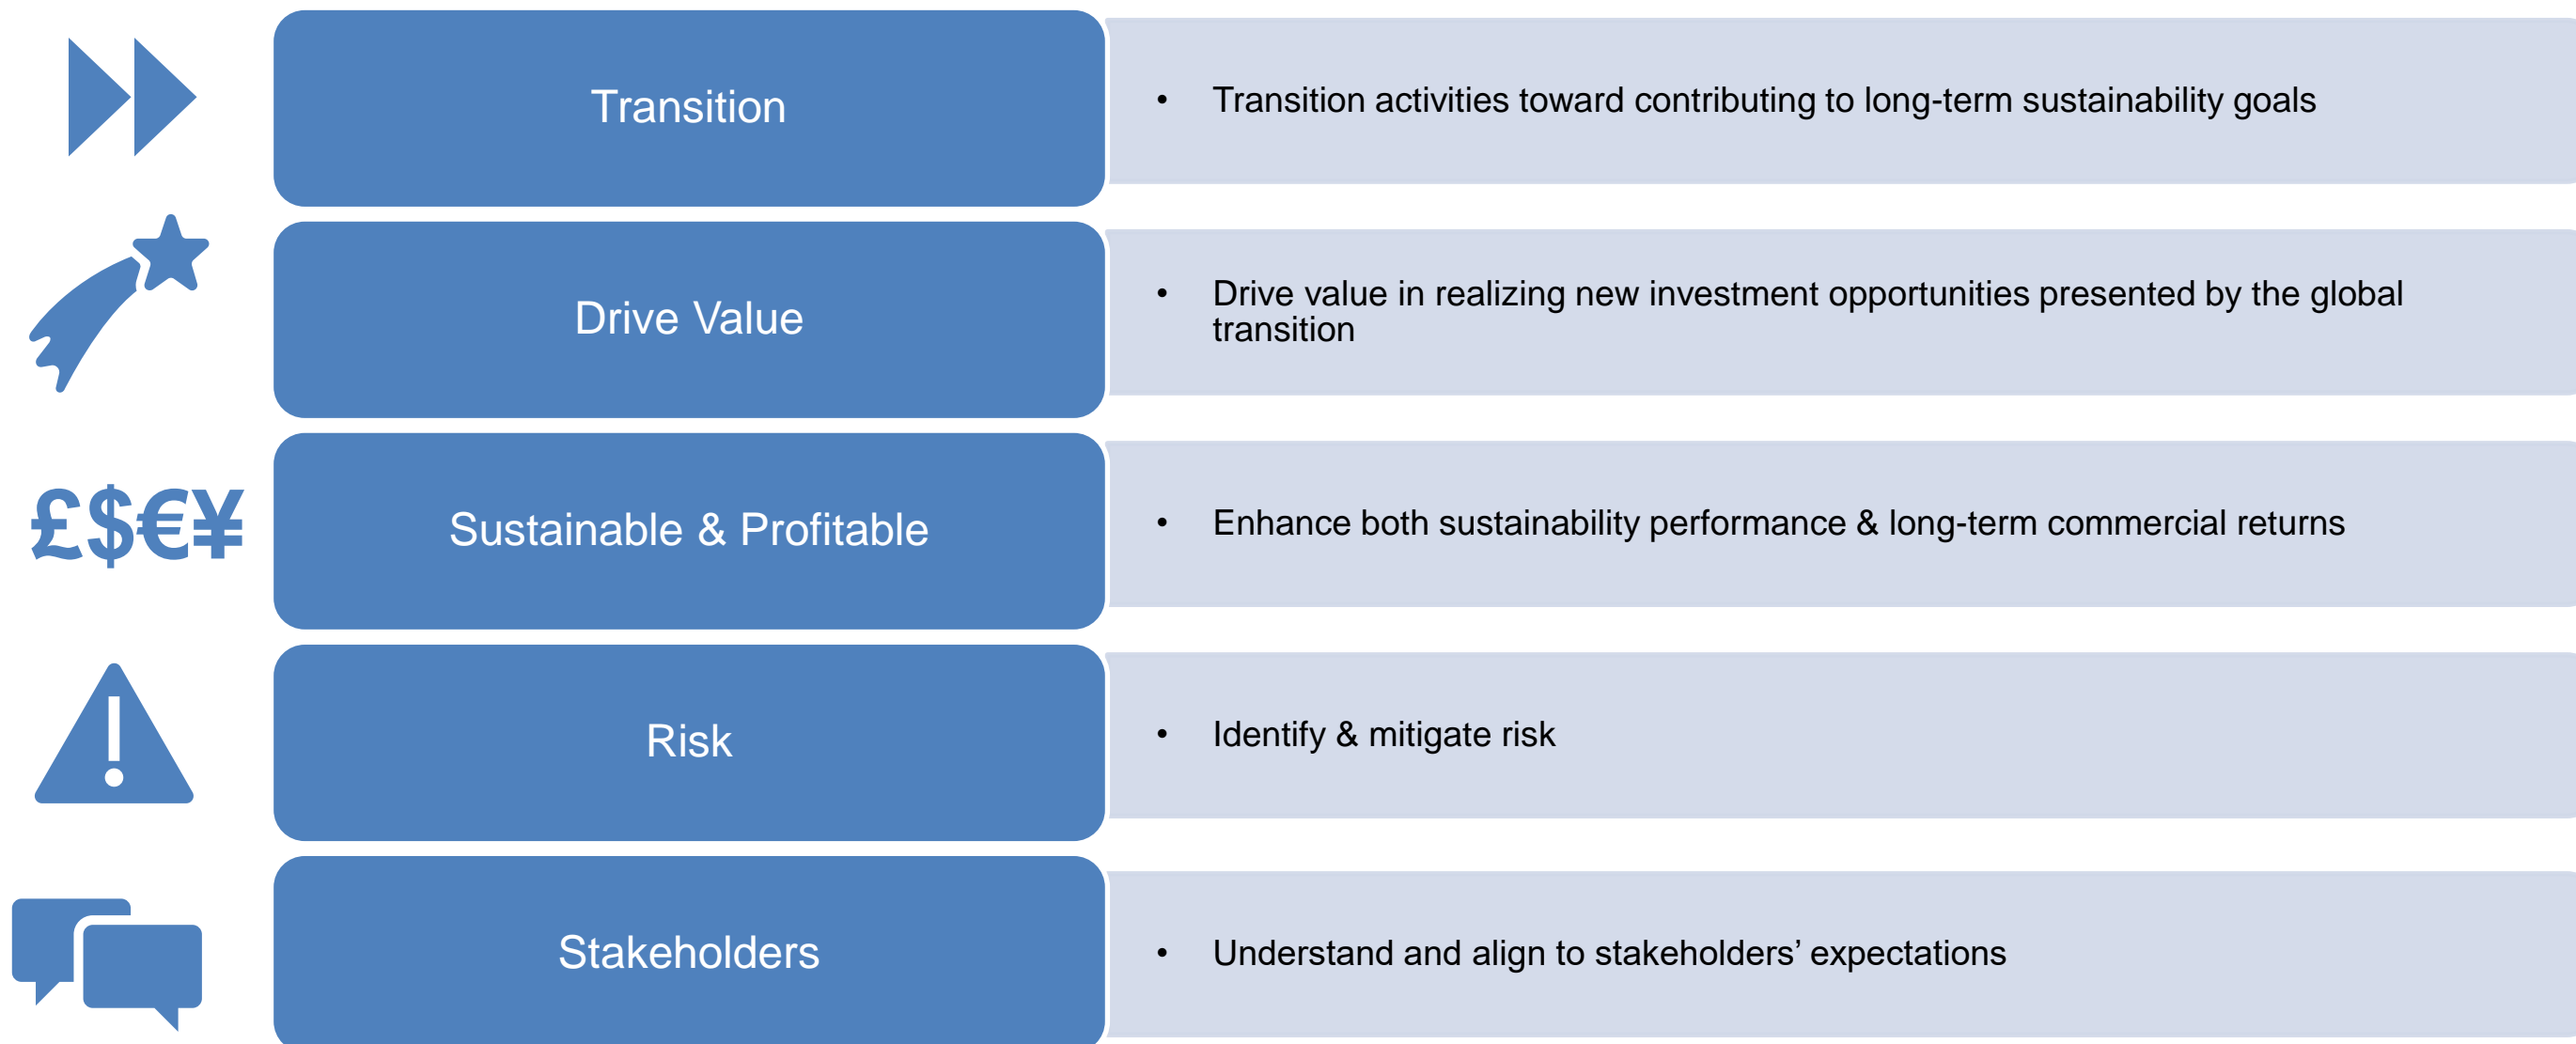 Transition
• Transition activities toward contributing to long-term sustainability goals
Drive Value
• Drive value in realizing new investment opportunities presented by the global
transition
£$€¥
Sustainable & Profitable
• Enhance both sustainability performance & long-term commercial returns
Risk
• Identify & mitigate risk
Stakeholders
• Understand and align to stakeholders’ expectations